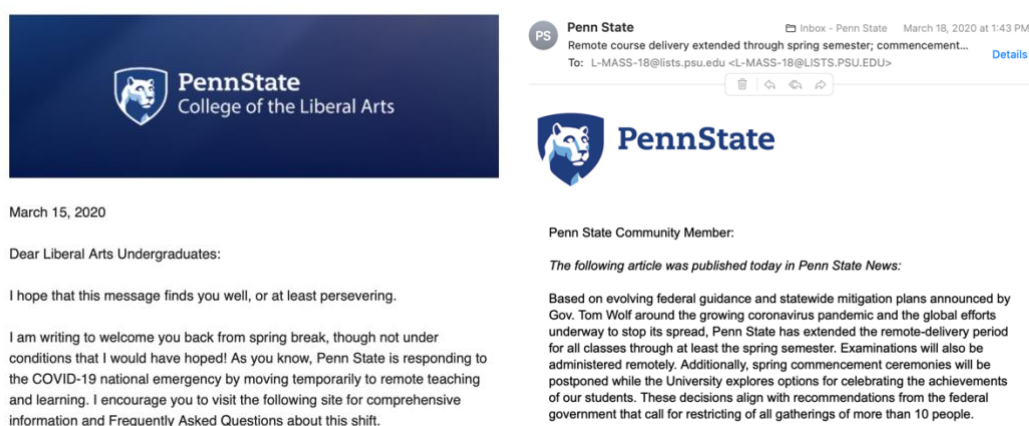 PennState
College of the Liberal Arts
March 15, 2020
Dear Liberal Arts Undergraduates:
I hope that this message finds you well, or at least persevering.
I am writing to welcome you back from spring break, though not under
conditions that I would have hoped! As you know, Penn State is responding to
the COVID-19 national emergency by moving temporarily to remote teaching
and learning. I encourage you to visit the following site for comprehensive
information and Frequently Asked Questions about this shift.
PS
Penn State
Inbox - Penn State March 18, 2020 at 1:43 PM
Remote course delivery extended through spring semester; commencement...
Details
To: L-MASS-18@lists.psu.edu <L-MASS-18@LISTS.PSU.EDU>
PennState
Penn State Community Member:
The following article was published today in Penn State News:
Based on evolving federal guidance and statewide mitigation plans announced by
Gov. Tom Wolf around the growing coronavirus pandemic and the global efforts
underway to stop its spread, Penn State has extended the remote-delivery period
for all classes through at least the spring semester. Examinations will also be
administered remotely. Additionally, spring commencement ceremonies will be
postponed while the University explores options for celebrating the achievements
of our students. These decisions align with recommendations from the federal
government that call for restricting of all gatherings of more than 10 people.